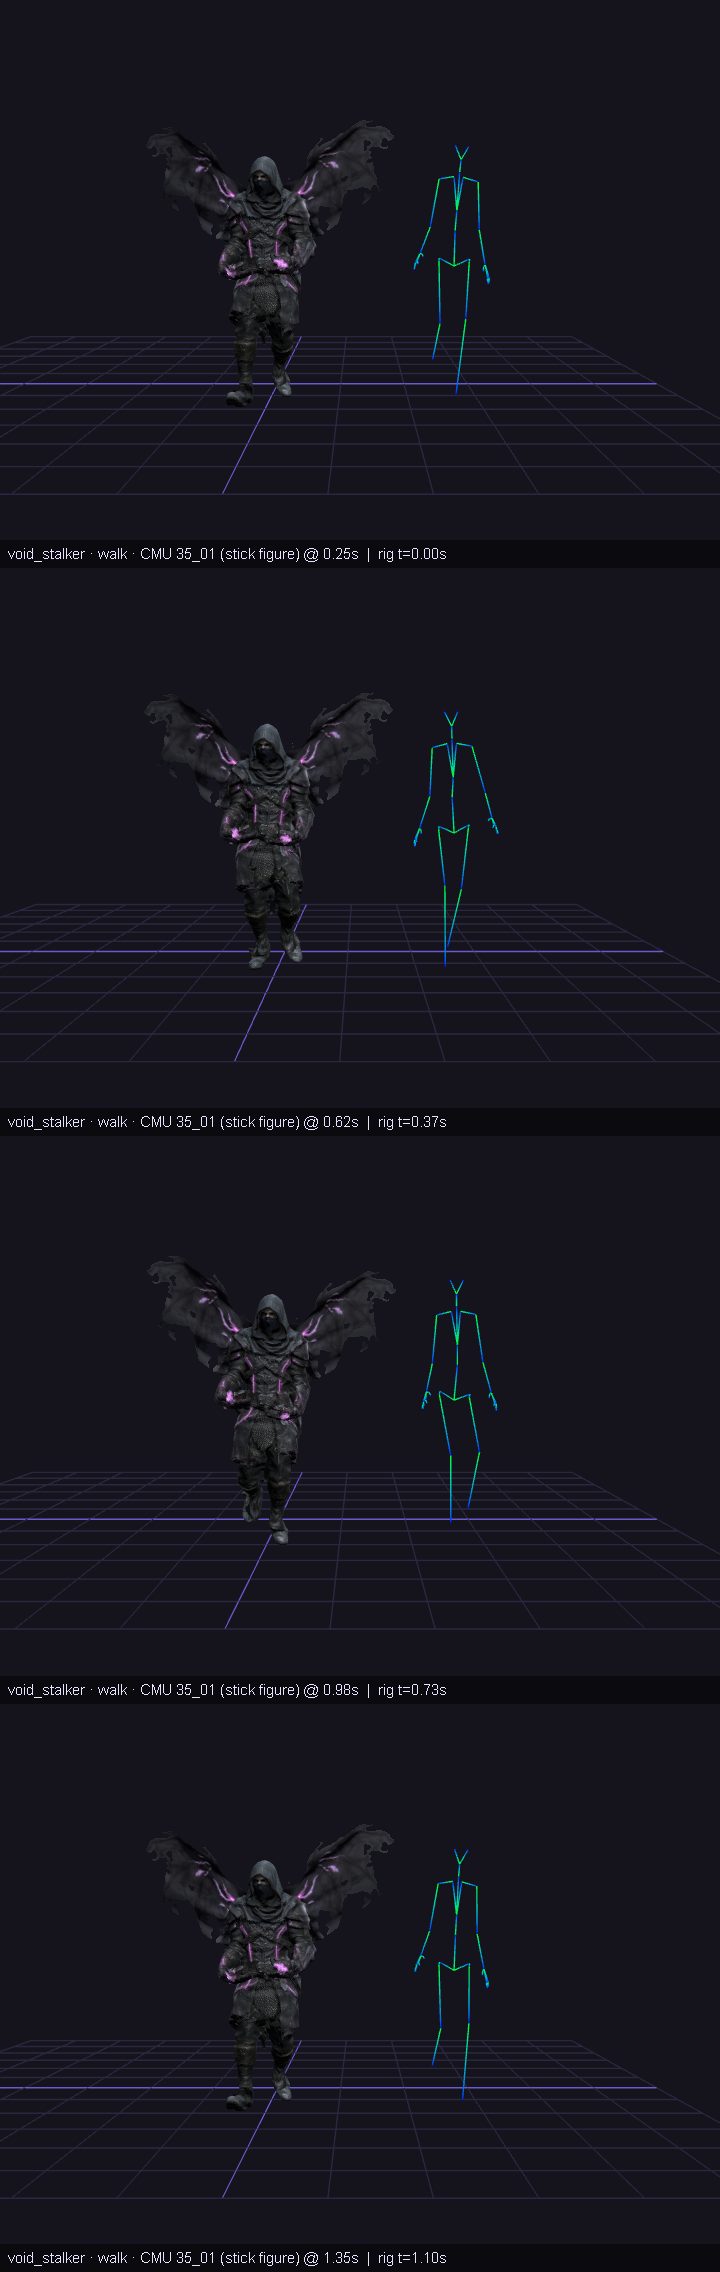 void_stalker · walk · CMU 35_01 (stick figure) @ 0.25s | rig t=0.00s
void_stalker · walk · CMU 35_01 (stick figure) @ 0.62s | rig t=0.37s
void_stalker · walk · CMU 35_01 (stick figure) @ 0.98s | rig t=0.73s
void_stalker · walk · CMU 35_01 (stick figure) @ 1.35s | rig t=1.10s